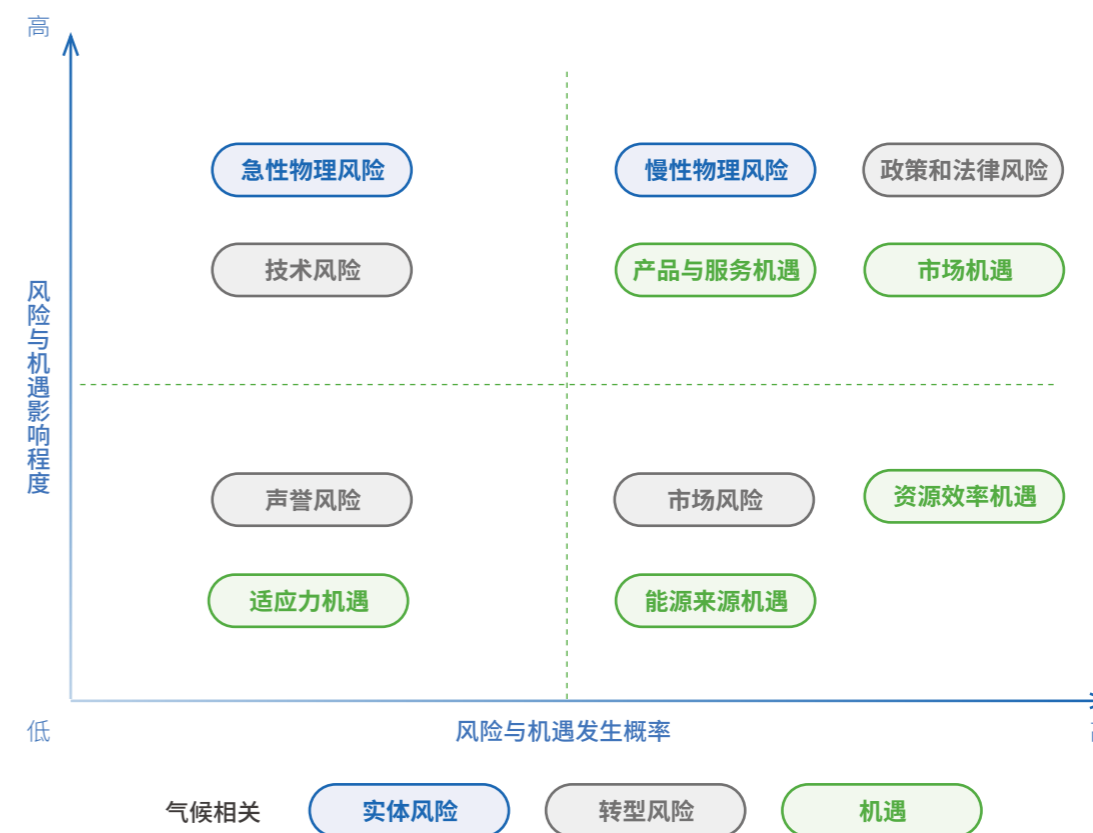 高
急性物理风险
慢性物理风险
政策和法律风险
技术风险
产品与服务机遇
市场机遇
风险与机遇影响程度
声誉风险
市场风险
资源效率机遇
适应力机遇
能源来源机遇
低
风险与机遇发生概率
气候相关
实体风险
转型风险
机遇